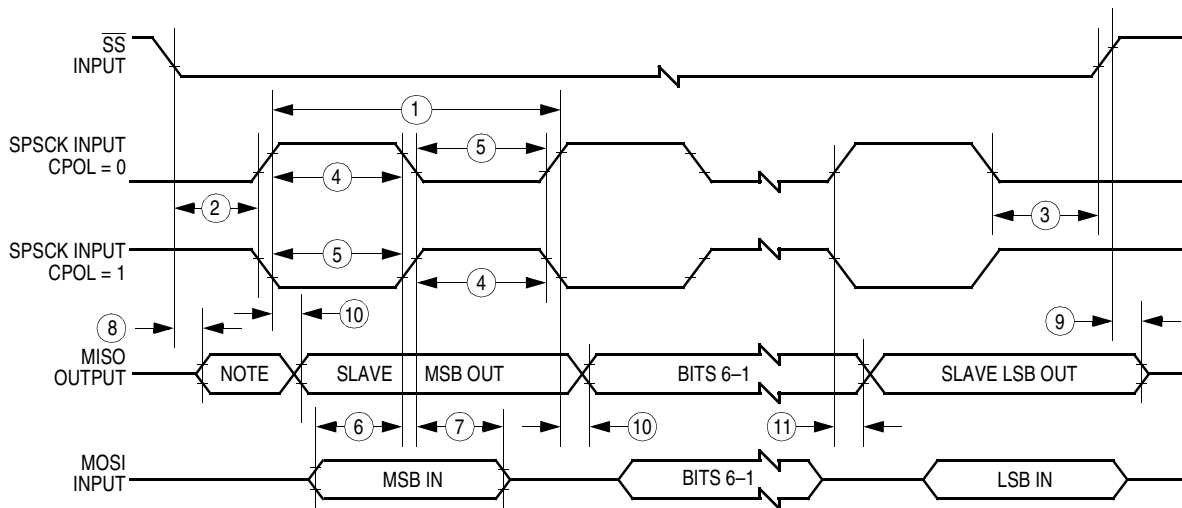 SS
INPUT
1
SPSCK INPUT
CPOL = 0
5
4
2
3
SPSCK INPUT
CPOL = 1
5
4
8
10
9
MISO
OUTPUT
NOTE
SLAVE MSB OUT
BITS 6–1
SLAVE LSB OUT
6
7
10
11
MOSI
INPUT
MSB IN
BITS 6–1
LSB IN